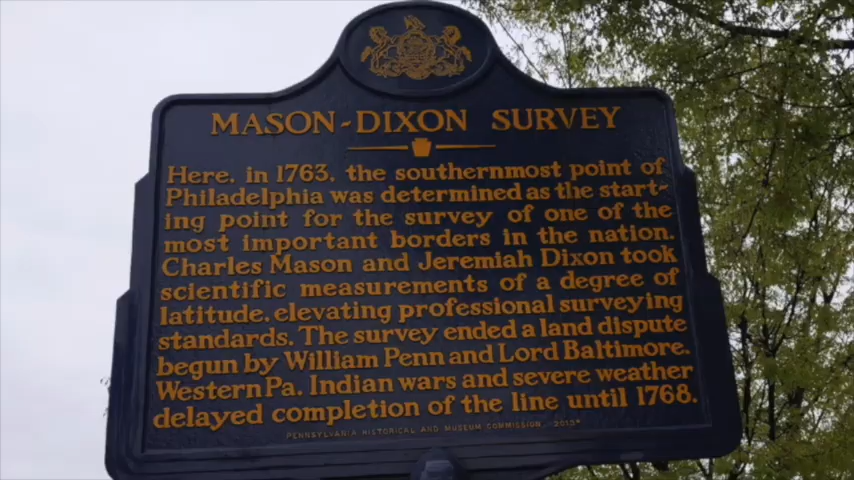 MASON-DIXON SURVEY
Here, in 1763, the southernmost point of
Philadelphia was determined as the start-
ing point for the survey of one of the
most important borders in the nation.
Charles Mason and Jeremiah Dixon took
scientific measurements of a degree of
latitude, elevating professional surveying
standards. The survey ended a land dispute
begun by William Penn and Lord Baltimore.
Western Pa. Indian wars and severe weather
delayed completion of the line until 1768.
PENNSYLVANIA HISTORICAL AND MUSEUM COMMISSION